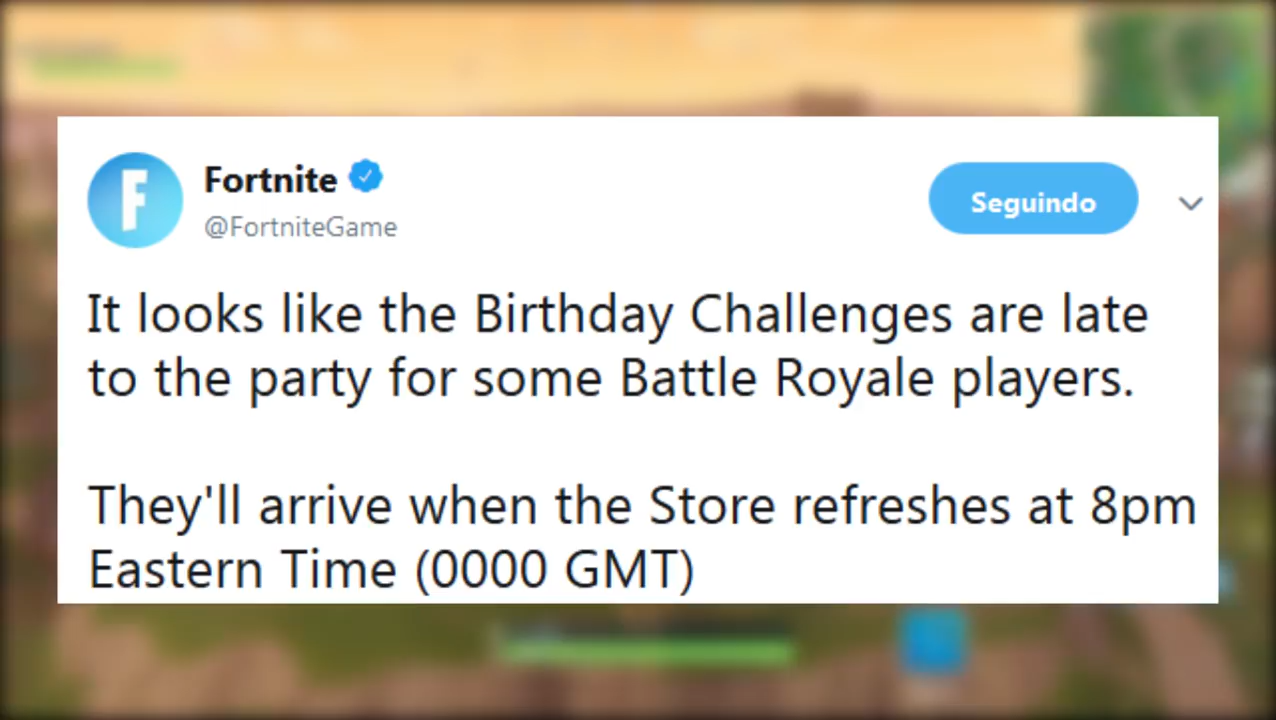 Fortnite
@FortniteGame
Seguindo
It looks like the Birthday Challenges are late
to the party for some Battle Royale players.
They'll arrive when the Store refreshes at 8pm
Eastern Time (0000 GMT)